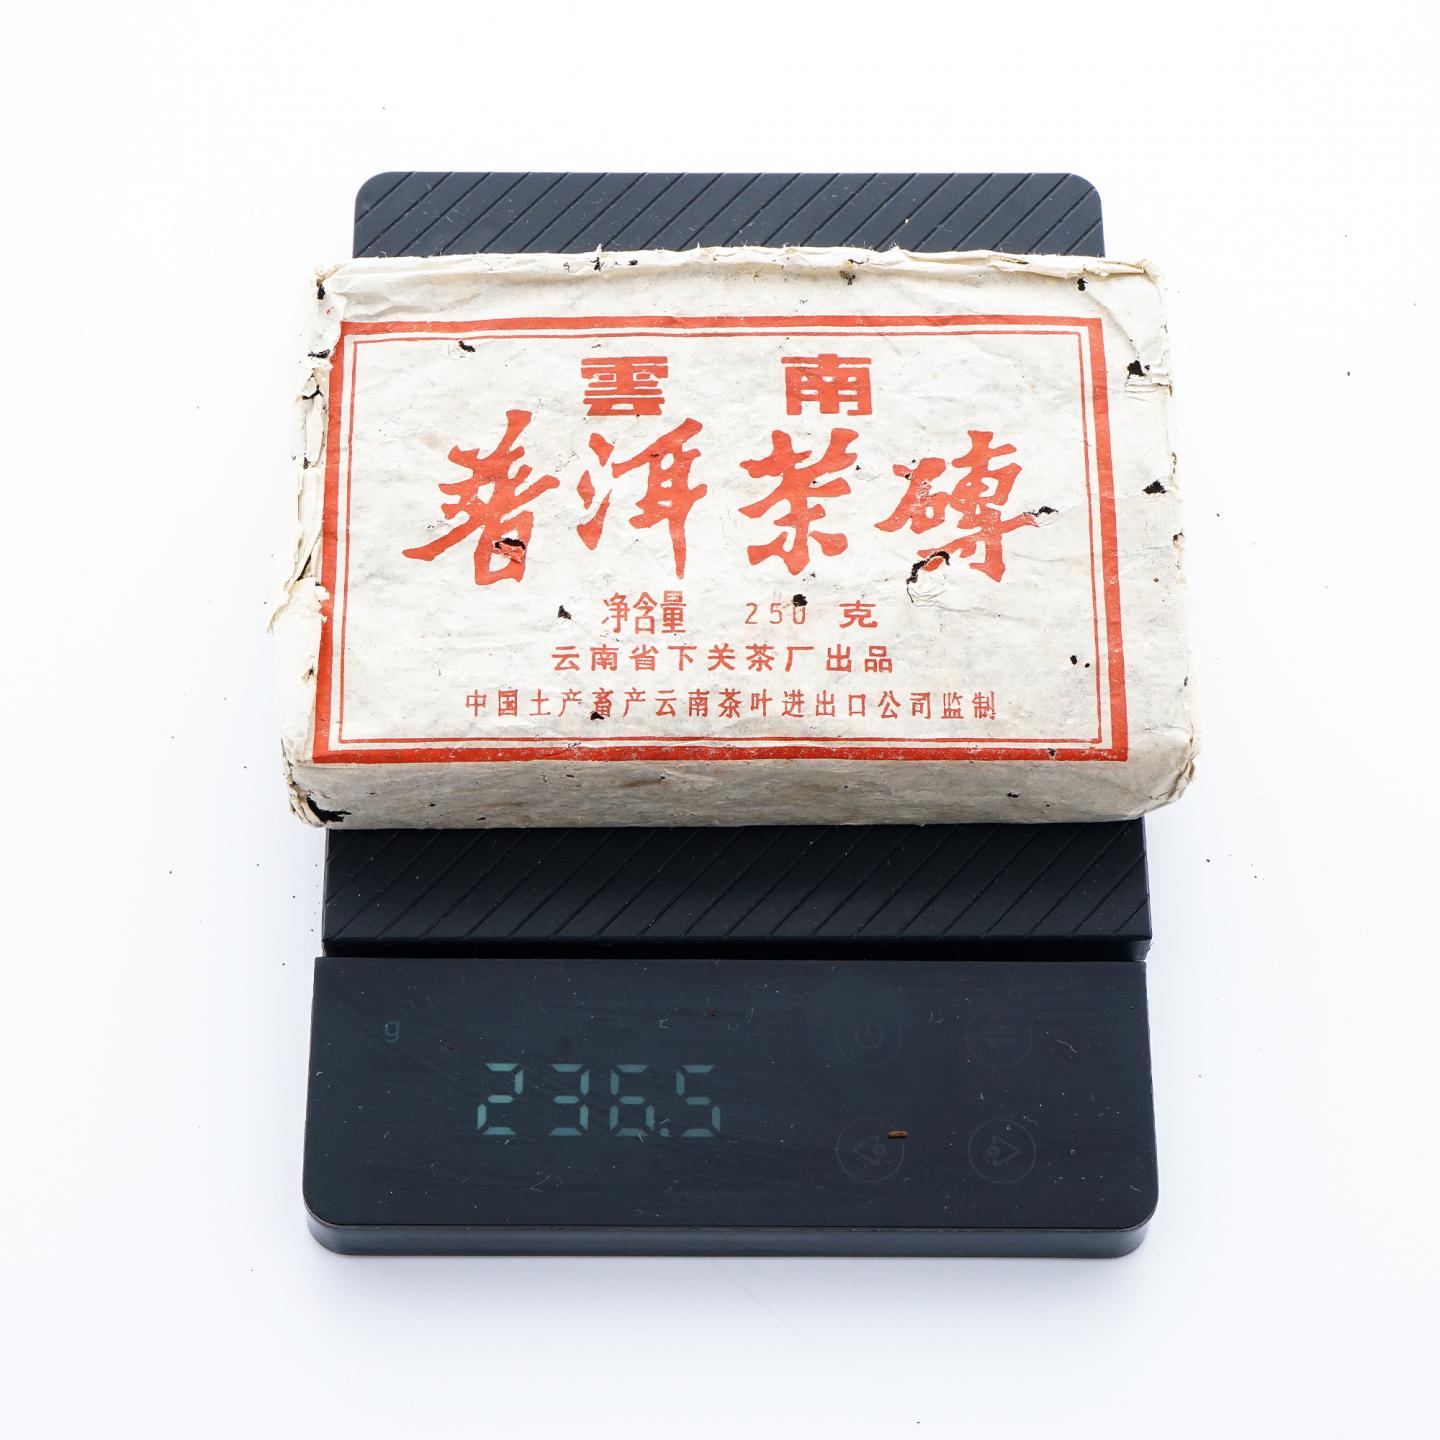 雲南
普洱茶磚
净含量 250 克
云南省下关茶厂出品
中国土产畜产云南茶叶进出口公司监制
g
236.5